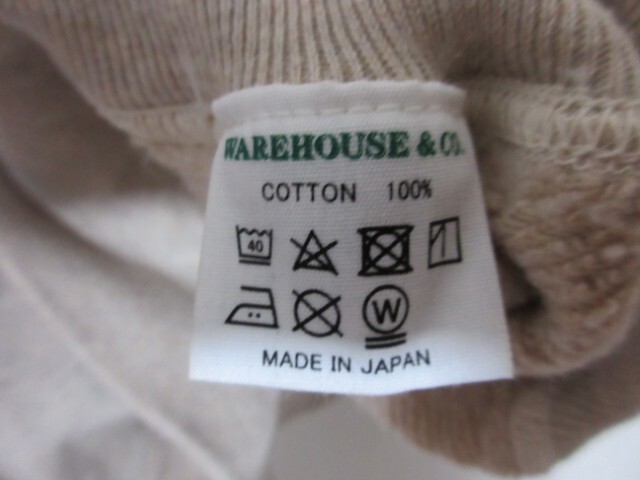 WAREHOUSE & CO.
COTTON 100%
40
W
MADE IN JAPAN